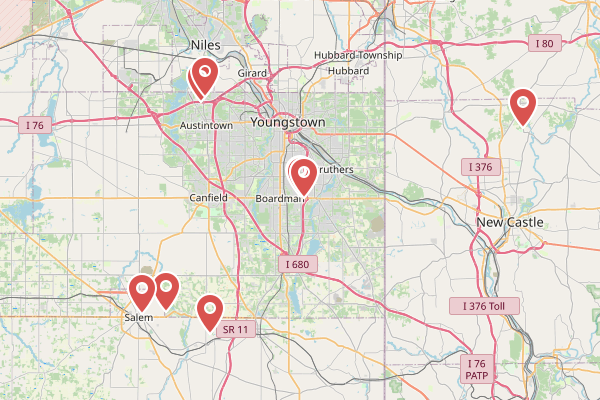 Niles
I 80
Hubbard Township
Girard
Hubbard
I 76
Austintown
Youngstown
I 376
ruthers
Canfield
Boardman
New Castle
I 680
I 376 Toll
Salem
SR 11
I 76
PATP